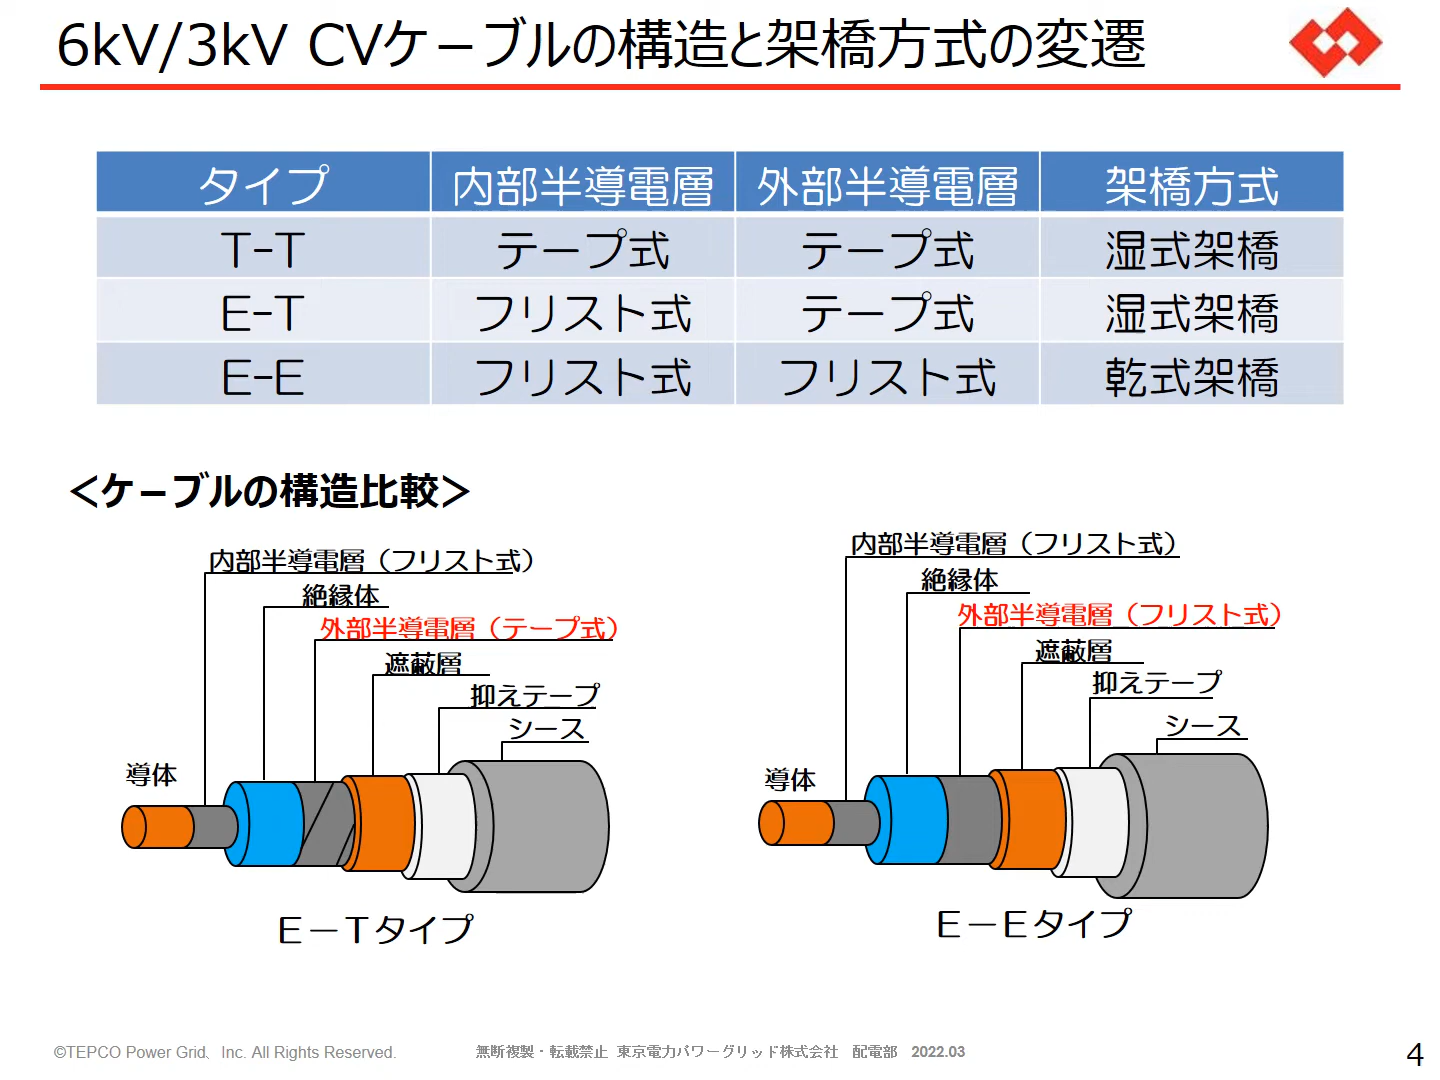 6kV/3kV CVケーブルの構造と架橋方式の変遷
タイプ 内部半導電層 外部半導電層 架橋方式
T-T テープ式 テープ式 湿式架橋
E-T フリスト式 テープ式 湿式架橋
E-E フリスト式 フリスト式 乾式架橋
＜ケーブルの構造比較＞
内部半導電層（フリスト式）
絶縁体
外部半導電層（テープ式）
遮蔽層
抑えテープ
シース
導体
E－Tタイプ
内部半導電層（フリスト式）
絶縁体
外部半導電層（フリスト式）
遮蔽層
抑えテープ
シース
導体
E－Eタイプ
©TEPCO Power Grid、Inc. All Rights Reserved.
無断複製・転載禁止 東京電力パワーグリッド株式会社 配電部 2022.03
4